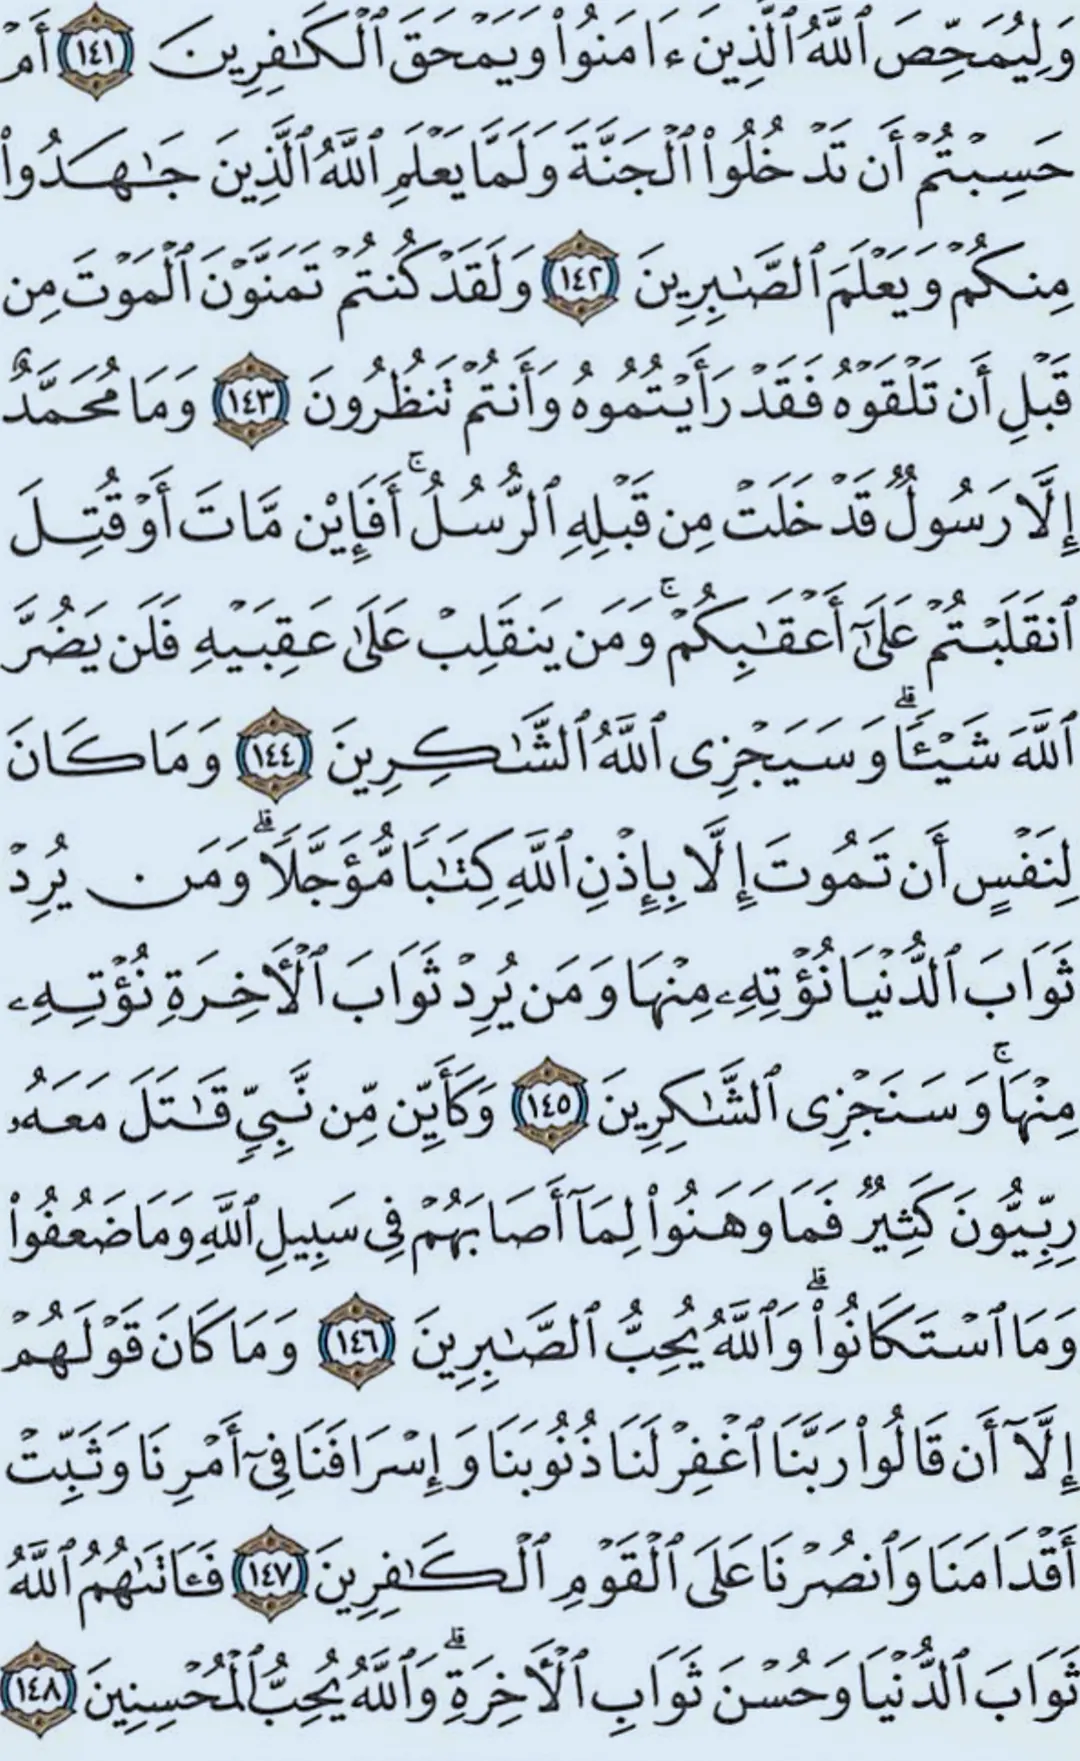 وَلِيُمَحِّصَ ٱللَّهُ ٱلَّذِينَ ءَامَنُوا۟ وَيَمْحَقَ ٱلْكَـٰفِرِينَ ١٤١ أَمْ
حَسِبْتُمْ أَن تَدْخُلُوا۟ ٱلْجَنَّةَ وَلَمَّا يَعْلَمِ ٱللَّهُ ٱلَّذِينَ جَـٰهَدُوا۟
مِنكُمْ وَيَعْلَمَ ٱلصَّـٰبِرِينَ ١٤٢ وَلَقَدْ كُنتُمْ تَمَنَّوْنَ ٱلْمَوْتَ مِن
قَبْلِ أَن تَلْقَوْهُ فَقَدْ رَأَيْتُمُوهُ وَأَنتُمْ تَنظُرُونَ ١٤٣ وَمَا مُحَمَّدٌ
إِلَّا رَسُولٌ قَدْ خَلَتْ مِن قَبْلِهِ ٱلرُّسُلُ ۚ أَفَإِي۟ن مَّاتَ أَوْ قُتِلَ
ٱنقَلَبْتُمْ عَلَىٰٓ أَعْقَـٰبِكُمْ ۚ وَمَن يَنقَلِبْ عَلَىٰ عَقِبَيْهِ فَلَن يَضُرَّ
ٱللَّهَ شَيْـًٔا ۗ وَسَيَجْزِى ٱللَّهُ ٱلشَّـٰكِرِينَ ١٤٤ وَمَا كَانَ
لِنَفْسٍ أَن تَمُوتَ إِلَّا بِإِذْنِ ٱللَّهِ كِتَـٰبًا مُّؤَجَّلًا ۗ وَمَن يُرِدْ
ثَوَابَ ٱلدُّنْيَا نُؤْتِهِۦ مِنْهَا وَمَن يُرِدْ ثَوَابَ ٱلْـَٔاخِرَةِ نُؤْتِهِۦ
مِنْهَا ۚ وَسَنَجْزِى ٱلشَّـٰكِرِينَ ١٤٥ وَكَأَيِّن مِّن نَّبِىٍّ قَـٰتَلَ مَعَهُۥ
رِبِّيُّونَ كَثِيرٌ فَمَا وَهَنُوا۟ لِمَآ أَصَابَهُمْ فِى سَبِيلِ ٱللَّهِ وَمَا ضَعُفُوا۟
وَمَا ٱسْتَكَانُوا۟ ۗ وَٱللَّهُ يُحِبُّ ٱلصَّـٰبِرِينَ ١٤٦ وَمَا كَانَ قَوْلَهُمْ
إِلَّآ أَن قَالُوا۟ رَبَّنَا ٱغْفِرْ لَنَا ذُنُوبَنَا وَإِسْرَافَنَا فِىٓ أَمْرِنَا وَثَبِّتْ
أَقْدَامَنَا وَٱنصُرْنَا عَلَى ٱلْقَوْمِ ٱلْكَـٰفِرِينَ ١٤٧ فَـَٔاتَىٰهُمُ ٱللَّهُ
ثَوَابَ ٱلدُّنْيَا وَحُسْنَ ثَوَابِ ٱلْـَٔاخِرَةِ ۗ وَٱللَّهُ يُحِبُّ ٱلْمُحْسِنِينَ ١٤٨